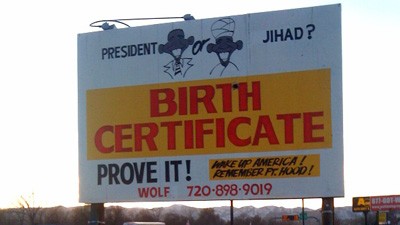 PRESIDENT or JIHAD?
BIRTH
CERTIFICATE
PROVE IT!
WAKE UP AMERICA!
REMEMBER FT. HOOD!
WOLF 720-898-9019